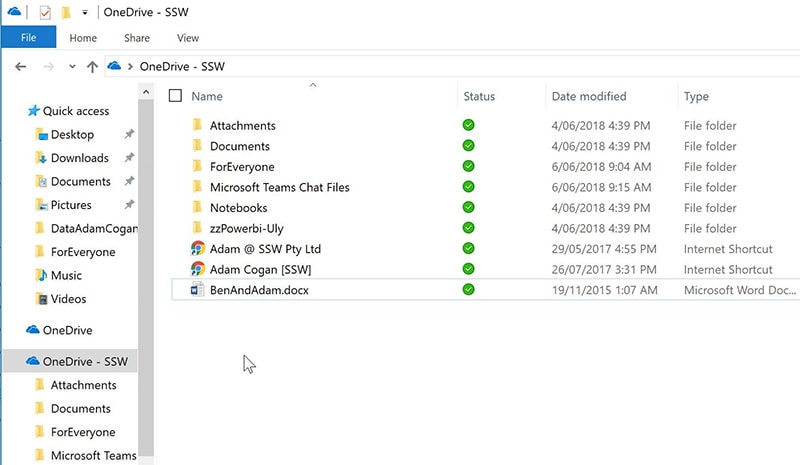 OneDrive - SSW
File Home Share View
OneDrive - SSW
Name Status Date modified Type
Quick access
Desktop
Downloads
Documents
Pictures
DataAdamCogan
ForEveryone
Music
Videos
OneDrive
OneDrive - SSW
Attachments
Documents
ForEveryone
Microsoft Teams
Attachments 4/06/2018 4:39 PM File folder
Documents 4/06/2018 4:39 PM File folder
ForEveryone 6/06/2018 9:04 AM File folder
Microsoft Teams Chat Files 6/06/2018 9:15 AM File folder
Notebooks 4/06/2018 4:39 PM File folder
zzPowerbi-Uly 4/06/2018 4:39 PM File folder
Adam @ SSW Pty Ltd 29/05/2017 4:55 PM Internet Shortcut
Adam Cogan [SSW] 26/07/2017 3:31 PM Internet Shortcut
BenAndAdam.docx 19/11/2015 1:07 AM Microsoft Word Doc...